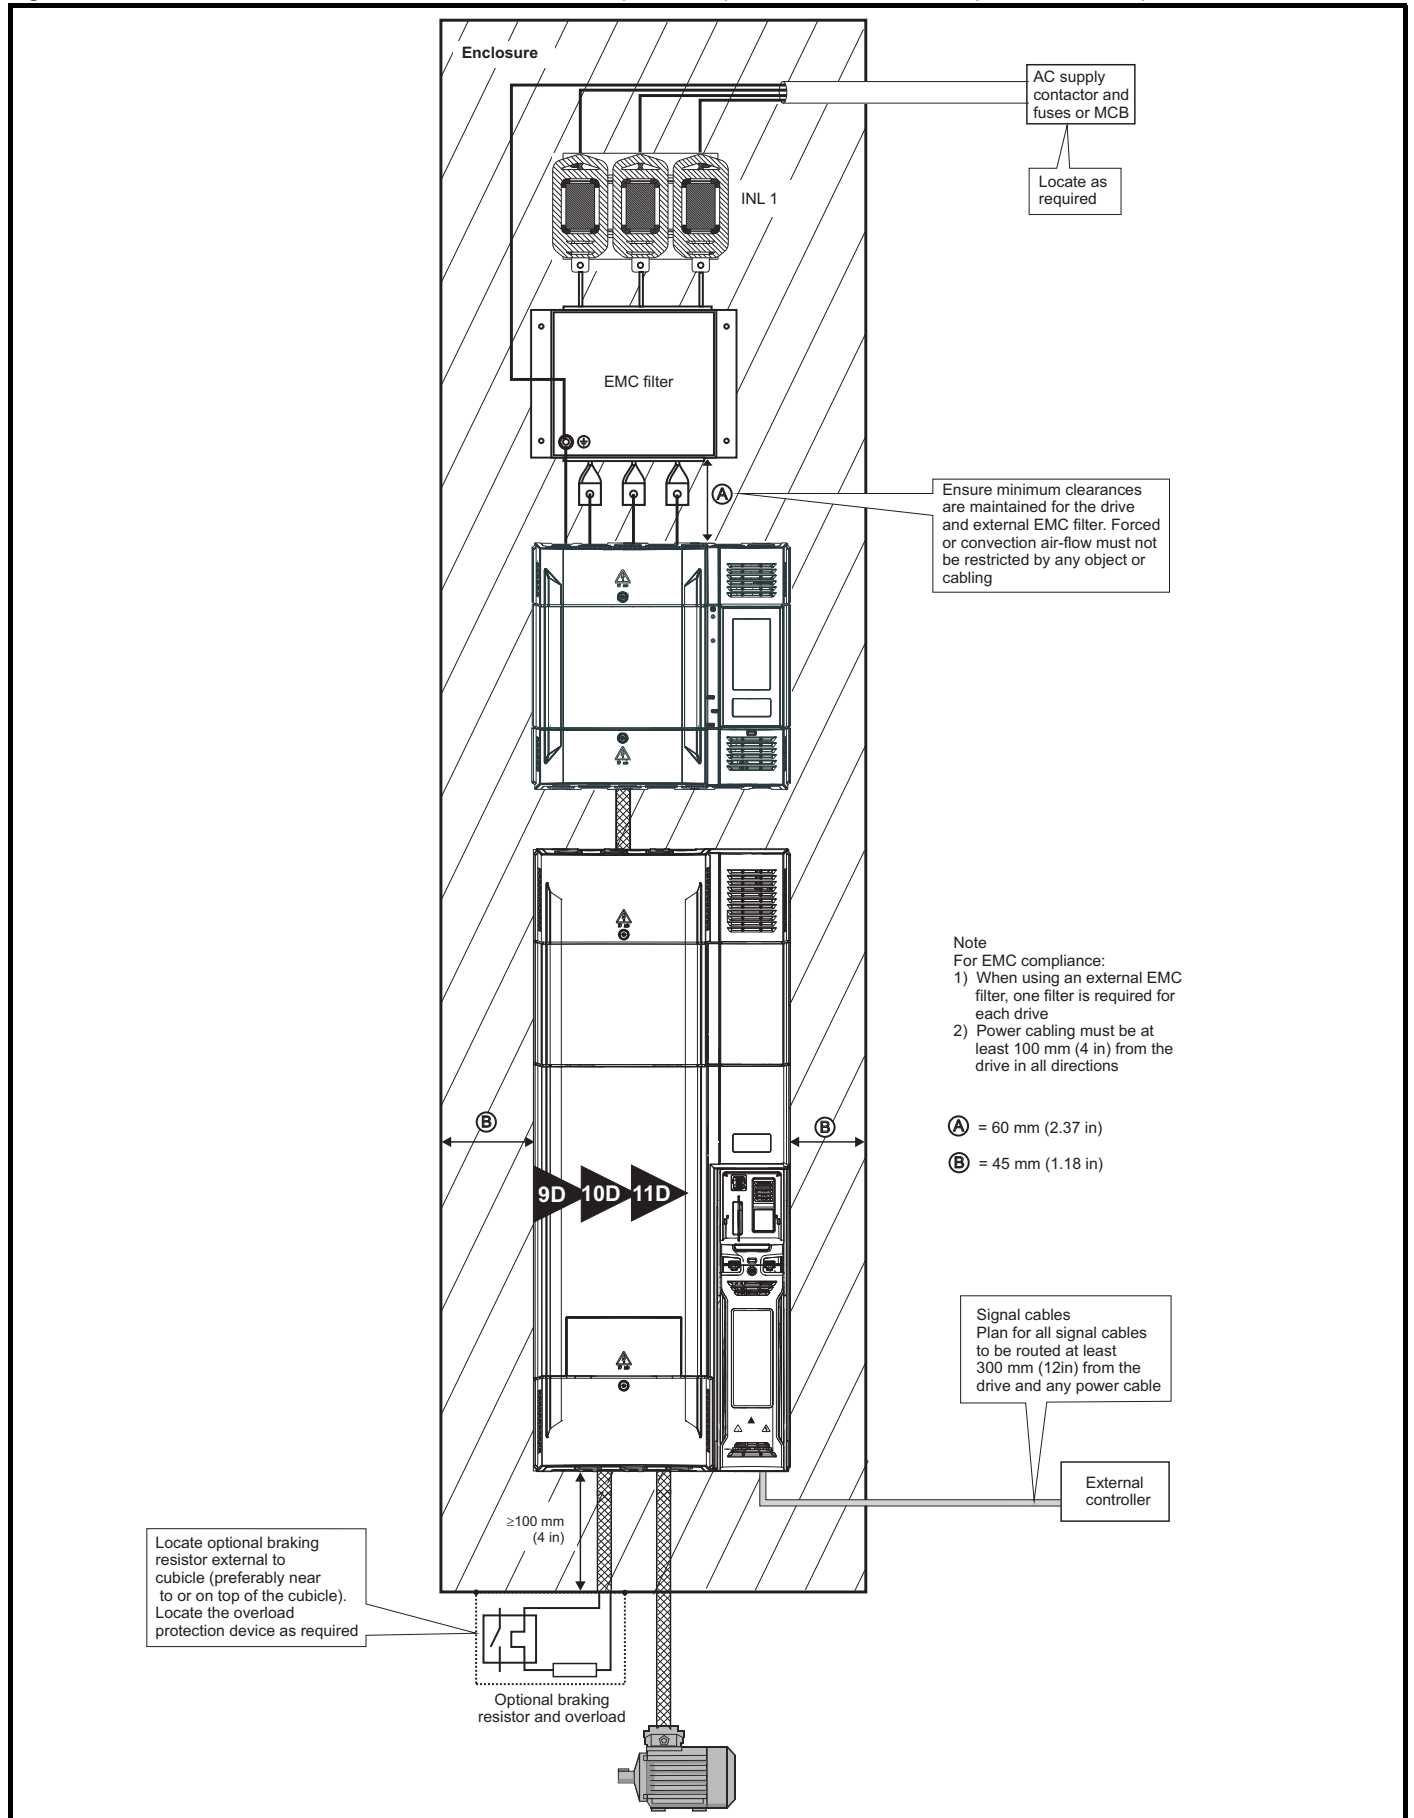 Enclosure
AC supply
contactor and
fuses or MCB
Locate as
required
INL 1
EMC filter
A
Ensure minimum clearances
are maintained for the drive
and external EMC filter. Forced
or convection air-flow must not
be restricted by any object or
cabling
Note
For EMC compliance:
1) When using an external EMC
filter, one filter is required for
each drive
2) Power cabling must be at
least 100 mm (4 in) from the
drive in all directions
A = 60 mm (2.37 in)
B = 45 mm (1.18 in)
B
B
9D 10D 11D
Signal cables
Plan for all signal cables
to be routed at least
300 mm (12in) from the
drive and any power cable
External
controller
≥100 mm
(4 in)
Locate optional braking
resistor external to
cubicle (preferably near
to or on top of the cubicle).
Locate the overload
protection device as required
Optional braking
resistor and overload